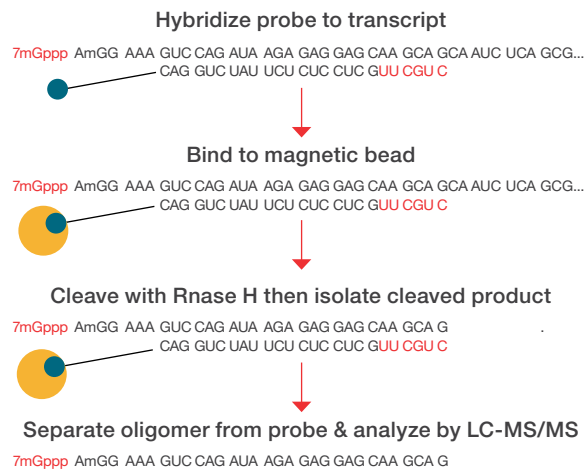 Hybridize probe to transcript
7mGppp AmGG AAA GUC CAG AUA AGA GAG GAG CAA GCA GCA AUC UCA GCG...
CAG GUC UAU UCU CUC CUC GUU CGU C
Bind to magnetic bead
7mGppp AmGG AAA GUC CAG AUA AGA GAG GAG CAA GCA GCA AUC UCA GCG...
CAG GUC UAU UCU CUC CUC GUU CGU C
Cleave with Rnase H then isolate cleaved product
7mGppp AmGG AAA GUC CAG AUA AGA GAG GAG CAA GCA G .
CAG GUC UAU UCU CUC CUC GUU CGU C
Separate oligomer from probe & analyze by LC-MS/MS
7mGppp AmGG AAA GUC CAG AUA AGA GAG GAG CAA GCA G